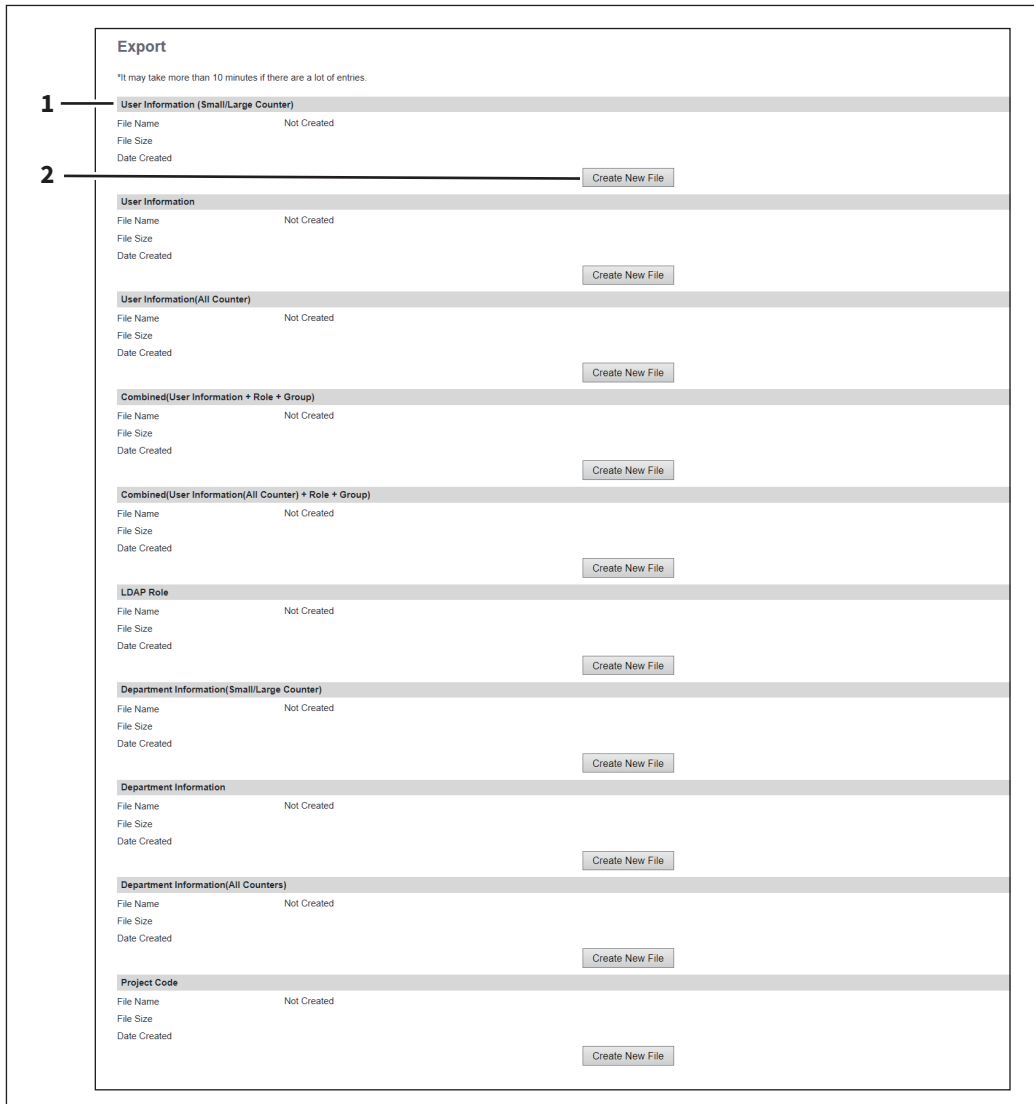 Export
*It may take more than 10 minutes if there are a lot of entries.
1
User Information (Small/Large Counter)
File Name Not Created
File Size
Date Created
2
Create New File
User Information
File Name Not Created
File Size
Date Created
Create New File
User Information(All Counter)
File Name Not Created
File Size
Date Created
Create New File
Combined(User Information + Role + Group)
File Name Not Created
File Size
Date Created
Create New File
Combined(User Information(All Counter) + Role + Group)
File Name Not Created
File Size
Date Created
Create New File
LDAP Role
File Name Not Created
File Size
Date Created
Create New File
Department Information(Small/Large Counter)
File Name Not Created
File Size
Date Created
Create New File
Department Information
File Name Not Created
File Size
Date Created
Create New File
Department Information(All Counters)
File Name Not Created
File Size
Date Created
Create New File
Project Code
File Name Not Created
File Size
Date Created
Create New File